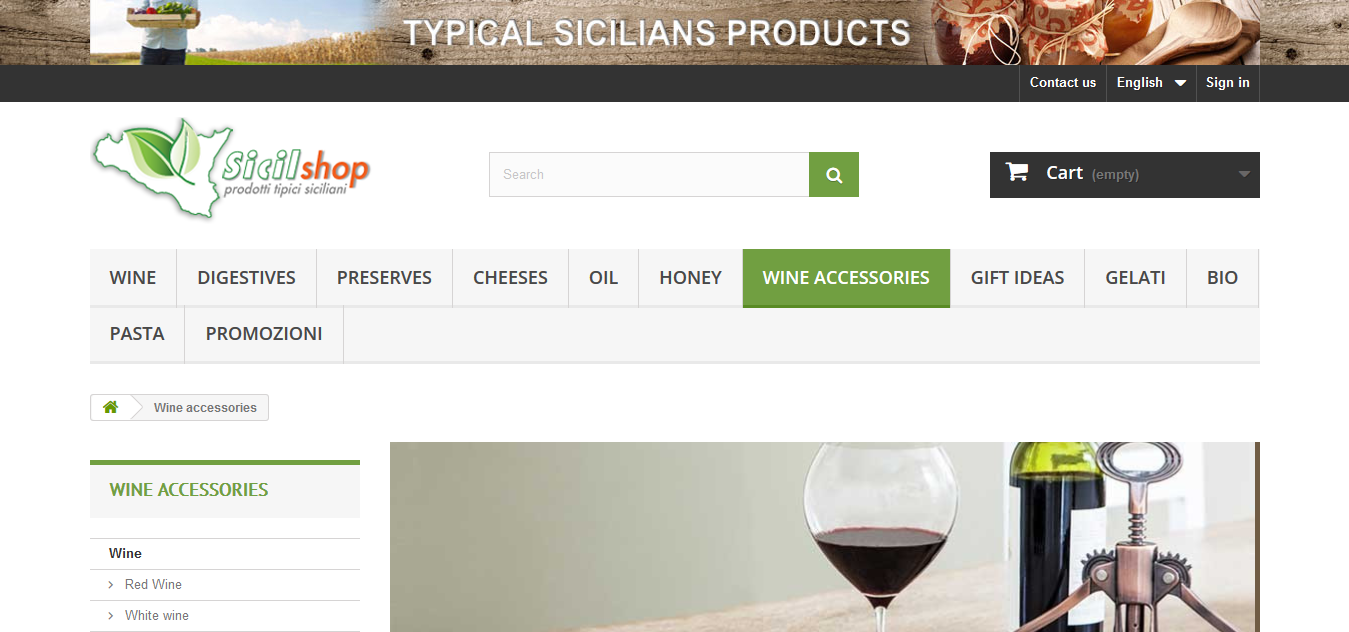 TYPICAL SICILIANS PRODUCTS
Contact us English Sign in
Sicilshop
prodotti tipici siciliani
Search
Cart (empty)
WINE DIGESTIVES PRESERVES CHEESES OIL HONEY WINE ACCESSORIES GIFT IDEAS GELATI BIO
PASTA PROMOZIONI
Wine accessories
WINE ACCESSORIES
Wine
Red Wine
White wine